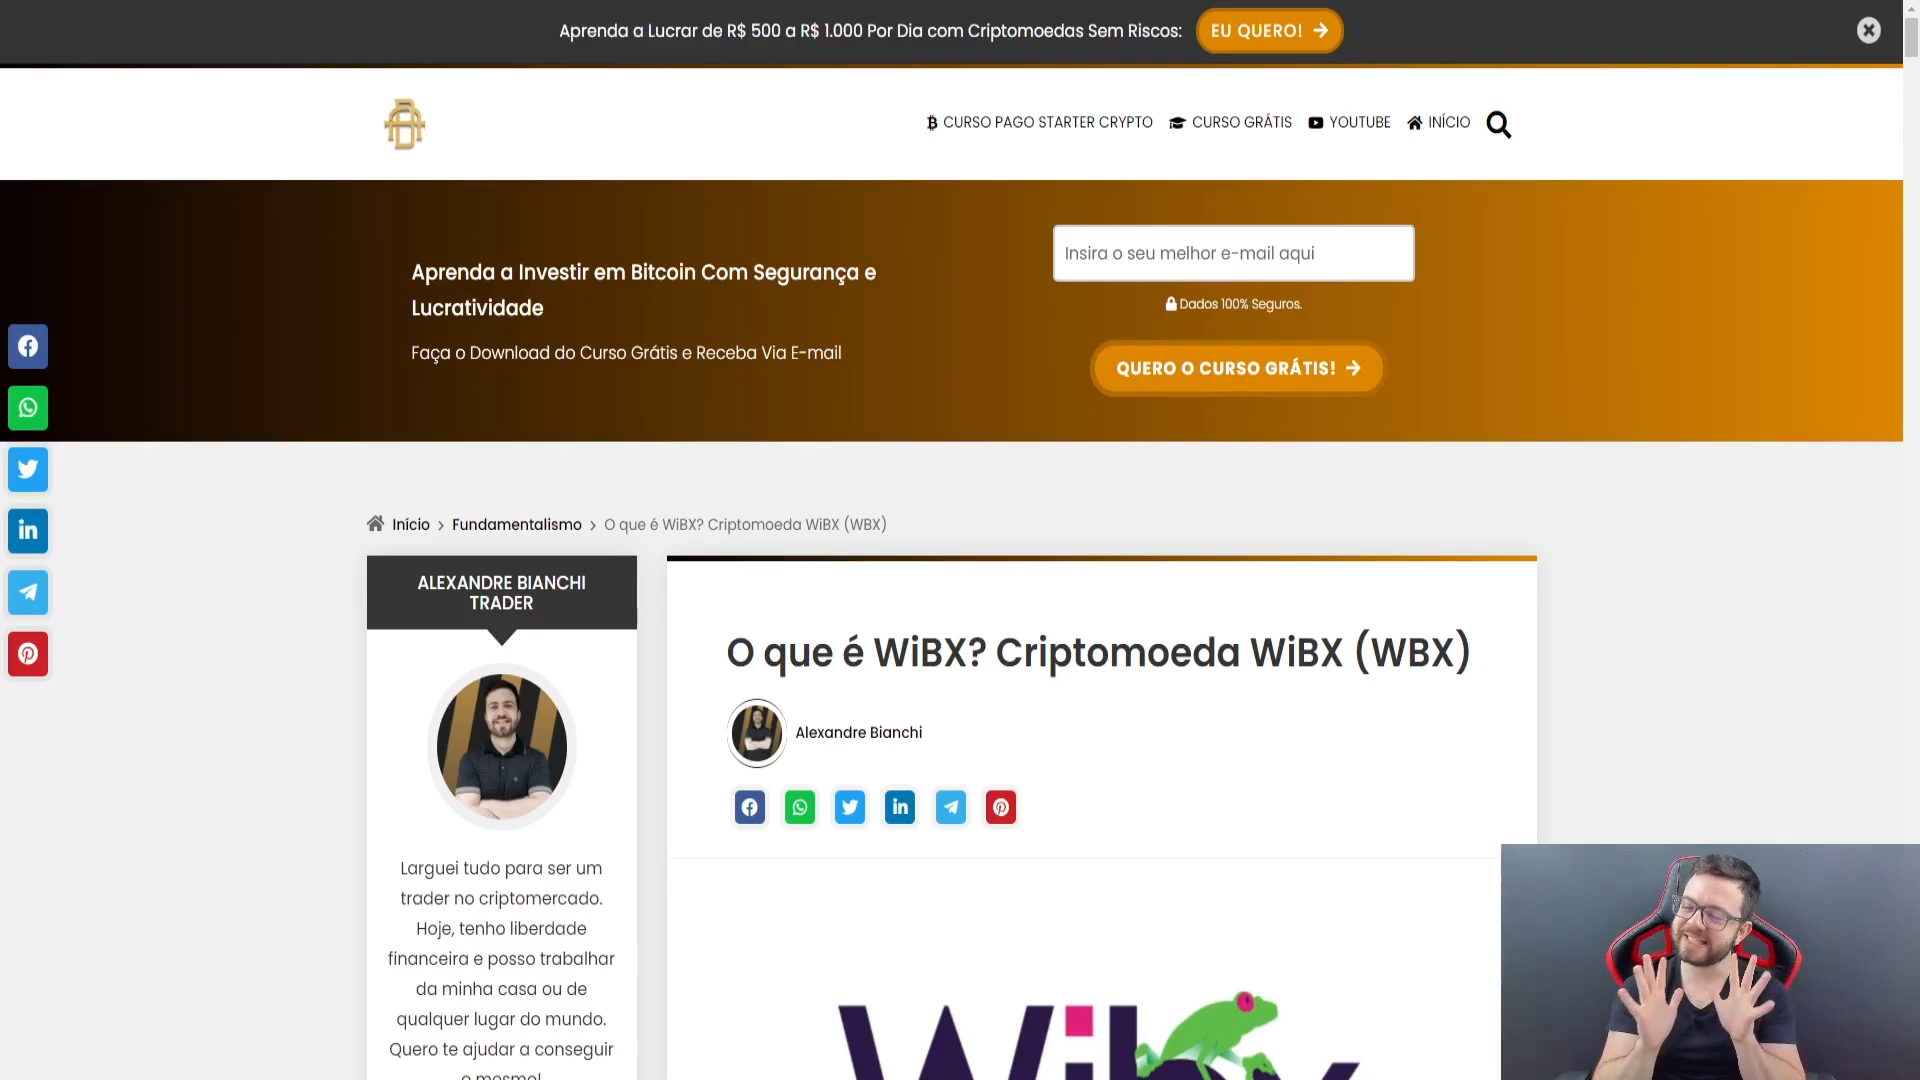 Aprenda a Lucrar de R$ 500 a R$ 1.000 Por Dia com Criptomoedas Sem Riscos:
EU QUERO!
CURSO PAGO STARTER CRYPTO
CURSO GRÁTIS
YOUTUBE
INÍCIO
Aprenda a Investir em Bitcoin Com Segurança e
Lucratividade
Faça o Download do Curso Grátis e Receba Via E-mail
Insira o seu melhor e-mail aqui
Dados 100% Seguros.
QUERO O CURSO GRÁTIS!
Início > Fundamentalismo > O que é WiBX? Criptomoeda WiBX (WBX)
ALEXANDRE BIANCHI
TRADER
Larguei tudo para ser um
trader no criptomercado.
Hoje, tenho liberdade
financeira e posso trabalhar
da minha casa ou de
qualquer lugar do mundo.
Quero te ajudar a conseguir
o mesmo!
O que é WiBX? Criptomoeda WiBX (WBX)
Alexandre Bianchi
Wibx